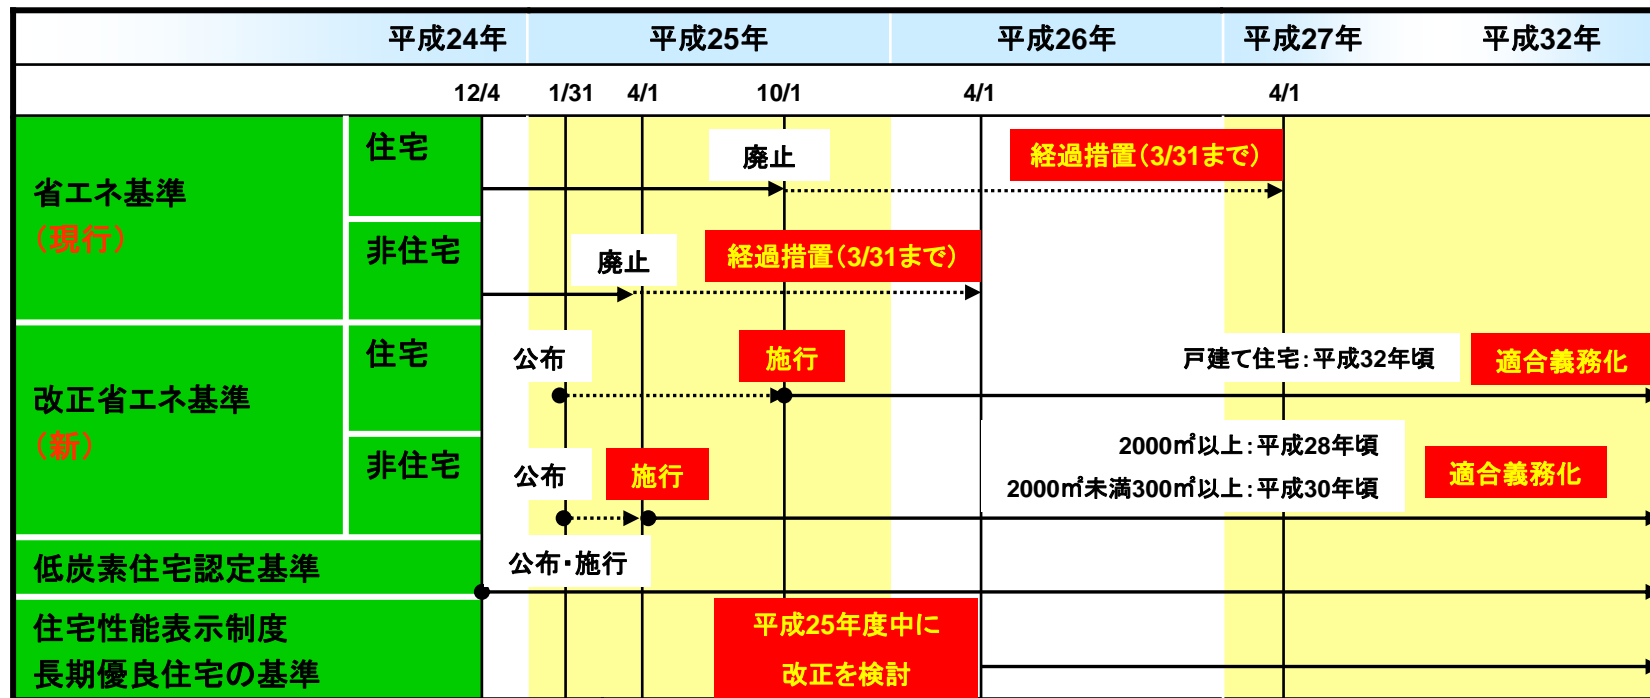 平成24年 平成25年 平成26年 平成27年 平成32年
12/4 1/31 4/1 10/1 4/1 4/1
省エネ基準
（現行）
住宅
廃止
経過措置（3/31まで）
非住宅
廃止
経過措置（3/31まで）
改正省エネ基準
（新）
住宅
公布
施行
戸建て住宅：平成32年頃
適合義務化
非住宅
公布
施行
2000㎡以上：平成28年頃
2000㎡未満300㎡以上：平成30年頃
適合義務化
低炭素住宅認定基準
公布・施行
住宅性能表示制度
長期優良住宅の基準
平成25年度中に
改正を検討